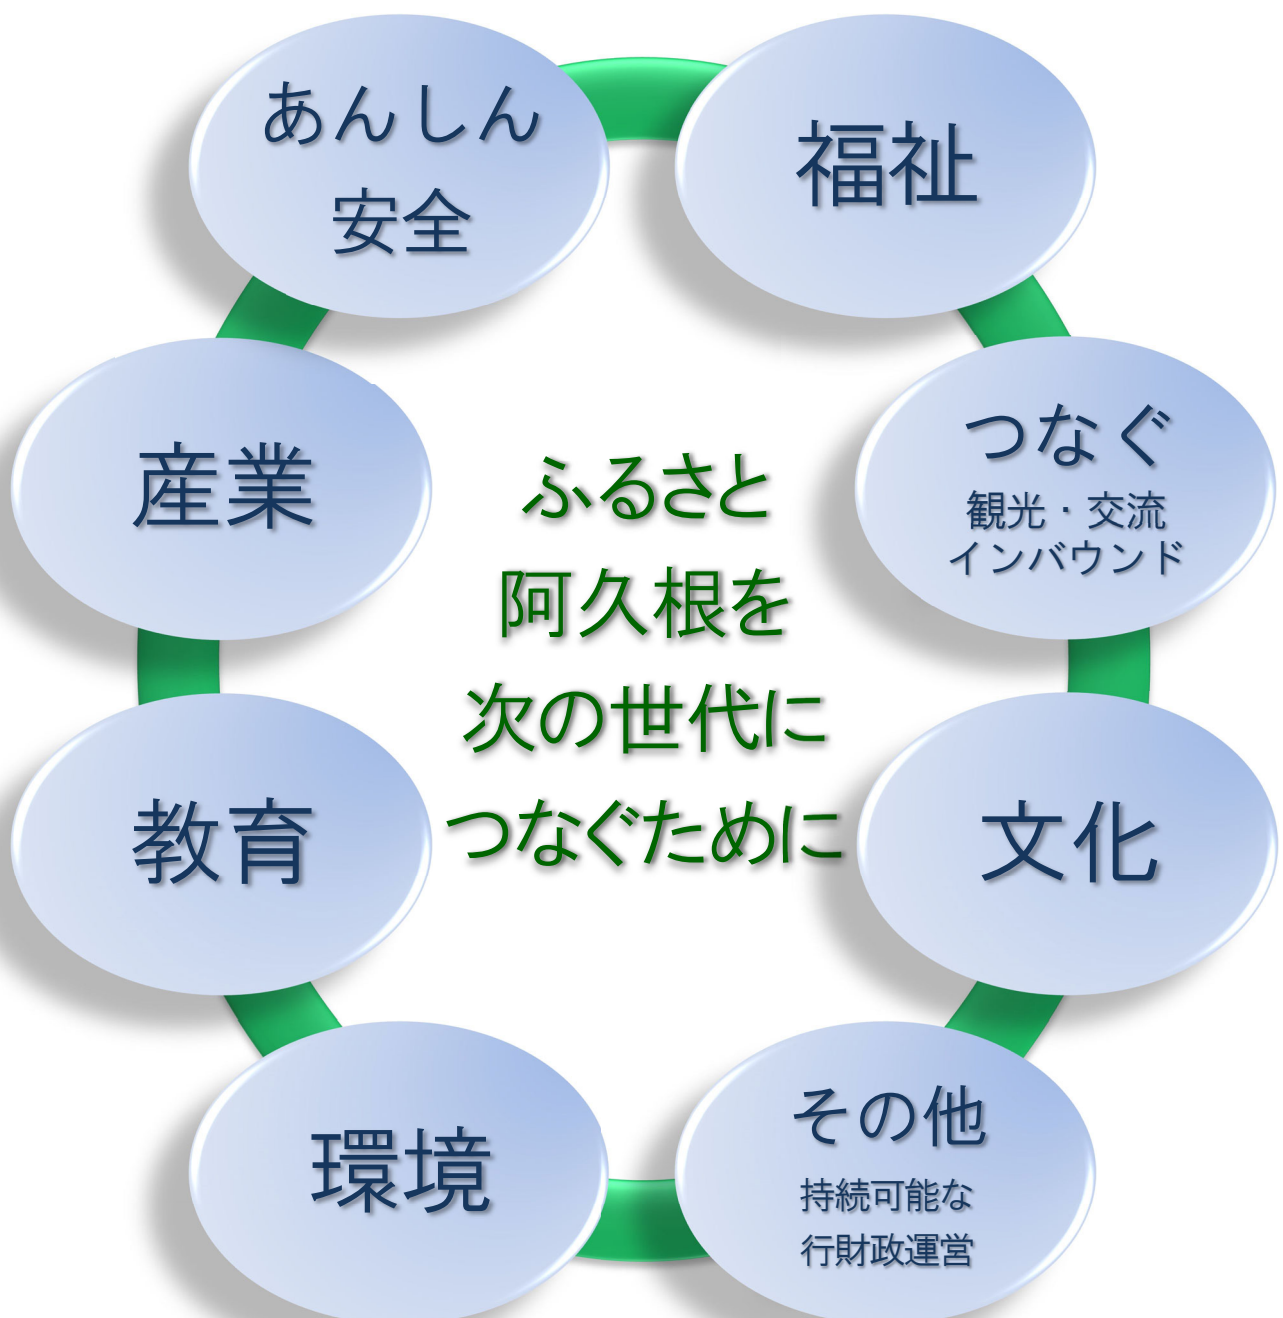 あんしん
安全
福祉
産業
つなぐ
観光・交流
インバウンド
ふるさと
阿久根を
次の世代に
つなぐために
教育
文化
環境
その他
持続可能な
行財政運営